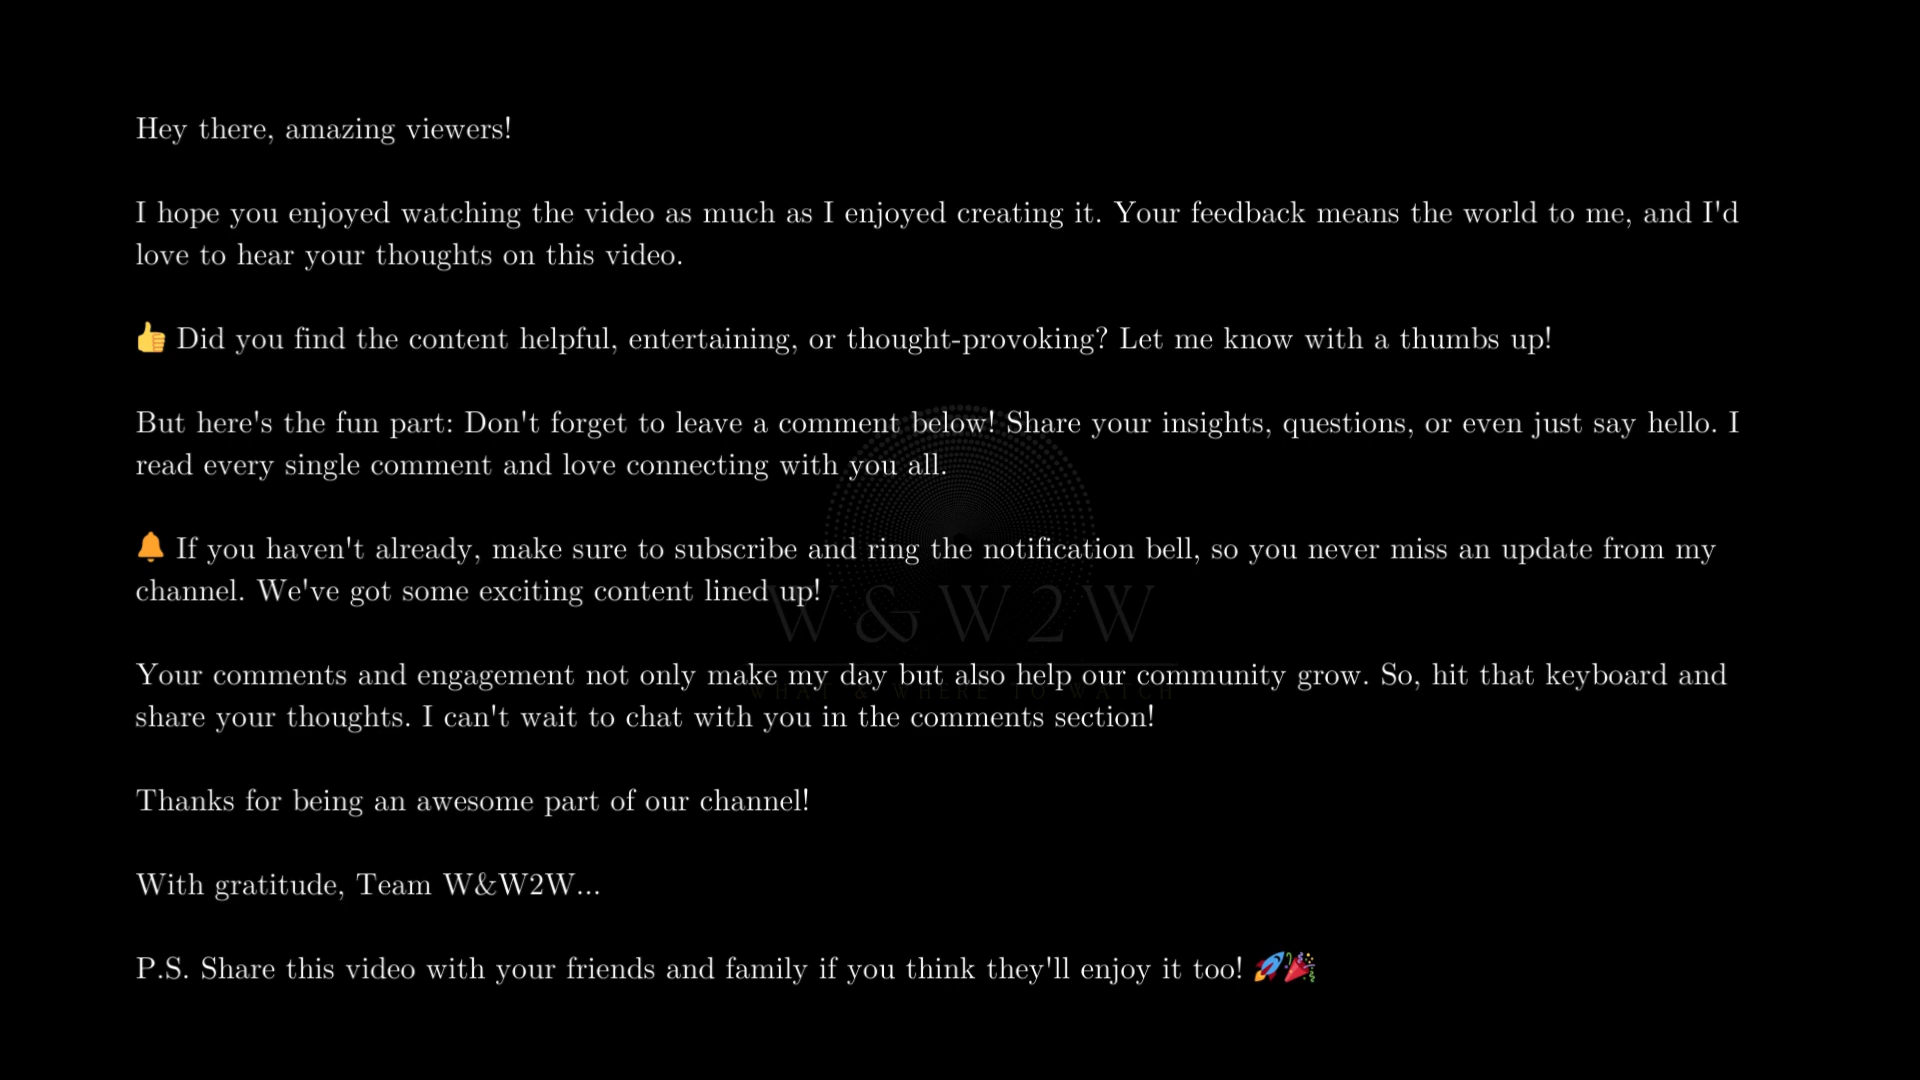 Hey there, amazing viewers!
I hope you enjoyed watching the video as much as I enjoyed creating it. Your feedback means the world to me, and I'd
love to hear your thoughts on this video.
👍 Did you find the content helpful, entertaining, or thought-provoking? Let me know with a thumbs up!
But here's the fun part: Don't forget to leave a comment below! Share your insights, questions, or even just say hello. I
read every single comment and love connecting with you all.
🔔 If you haven't already, make sure to subscribe and ring the notification bell, so you never miss an update from my
channel. We've got some exciting content lined up!
W&W2W
Your comments and engagement not only make my day but also help our community grow. So, hit that keyboard and
WHAT & WHERE TO WATCH
share your thoughts. I can't wait to chat with you in the comments section!
Thanks for being an awesome part of our channel!
With gratitude, Team W&W2W...
P.S. Share this video with your friends and family if you think they'll enjoy it too! 🚀🎉